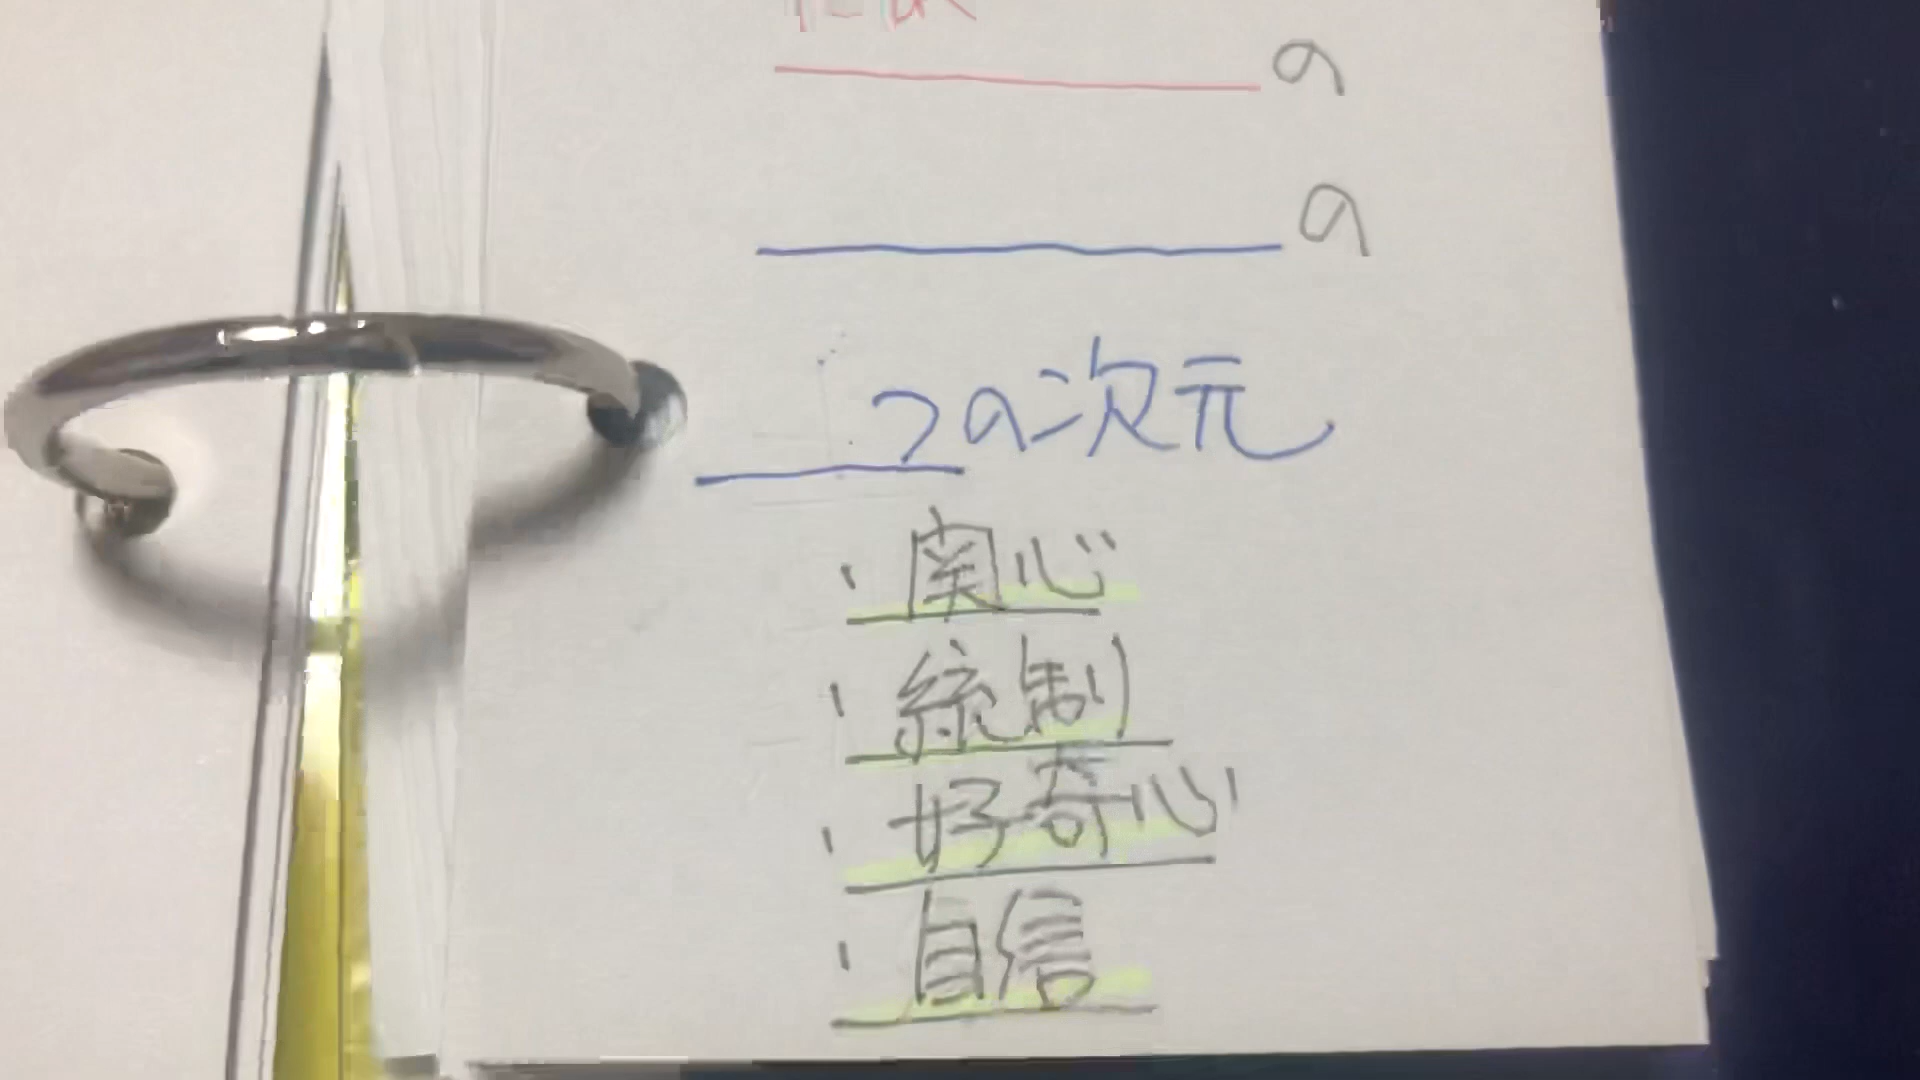 の
の
つの次元
・関心
・統制
・好奇心
・自信